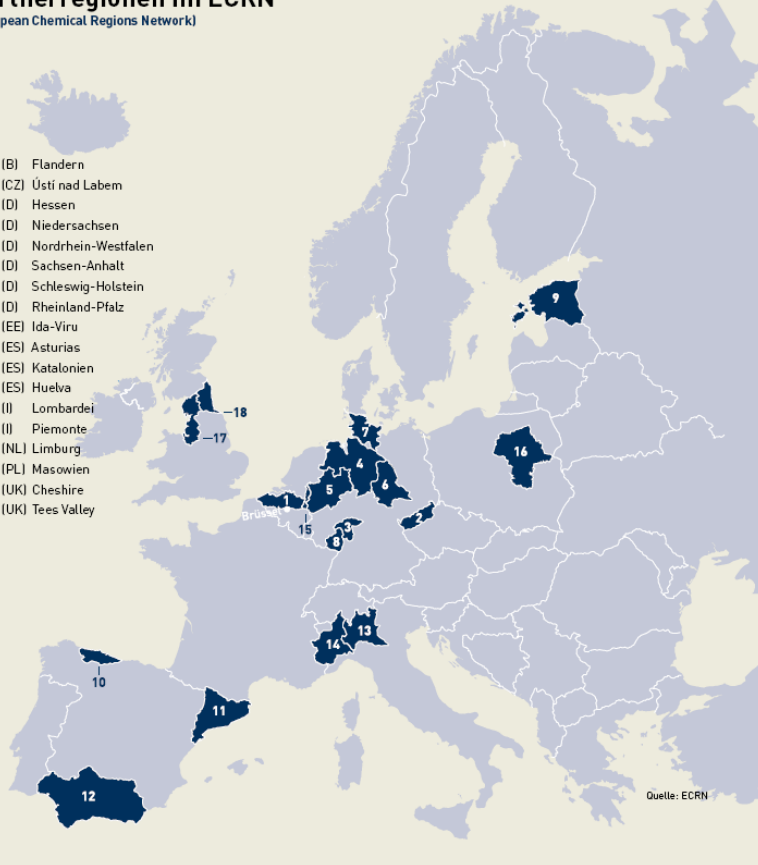 rtnerregionen im ECRN
pean Chemical Regions Network)
(B) Flandern
(CZ) Ústí nad Labem
(D) Hessen
(D) Niedersachsen
(D) Nordrhein-Westfalen
(D) Sachsen-Anhalt
(D) Schleswig-Holstein
(D) Rheinland-Pfalz
(EE) Ida-Viru
(ES) Asturias
(ES) Katalonien
(ES) Huelva
(I) Lombardei
(I) Piemonte
(NL) Limburg
(PL) Masowien
(UK) Cheshire
(UK) Tees Valley
9
18
17
7
16
4
5
6
1
Brüssel
2
15
3
8
13
14
10
11
12
Quelle: ECRN